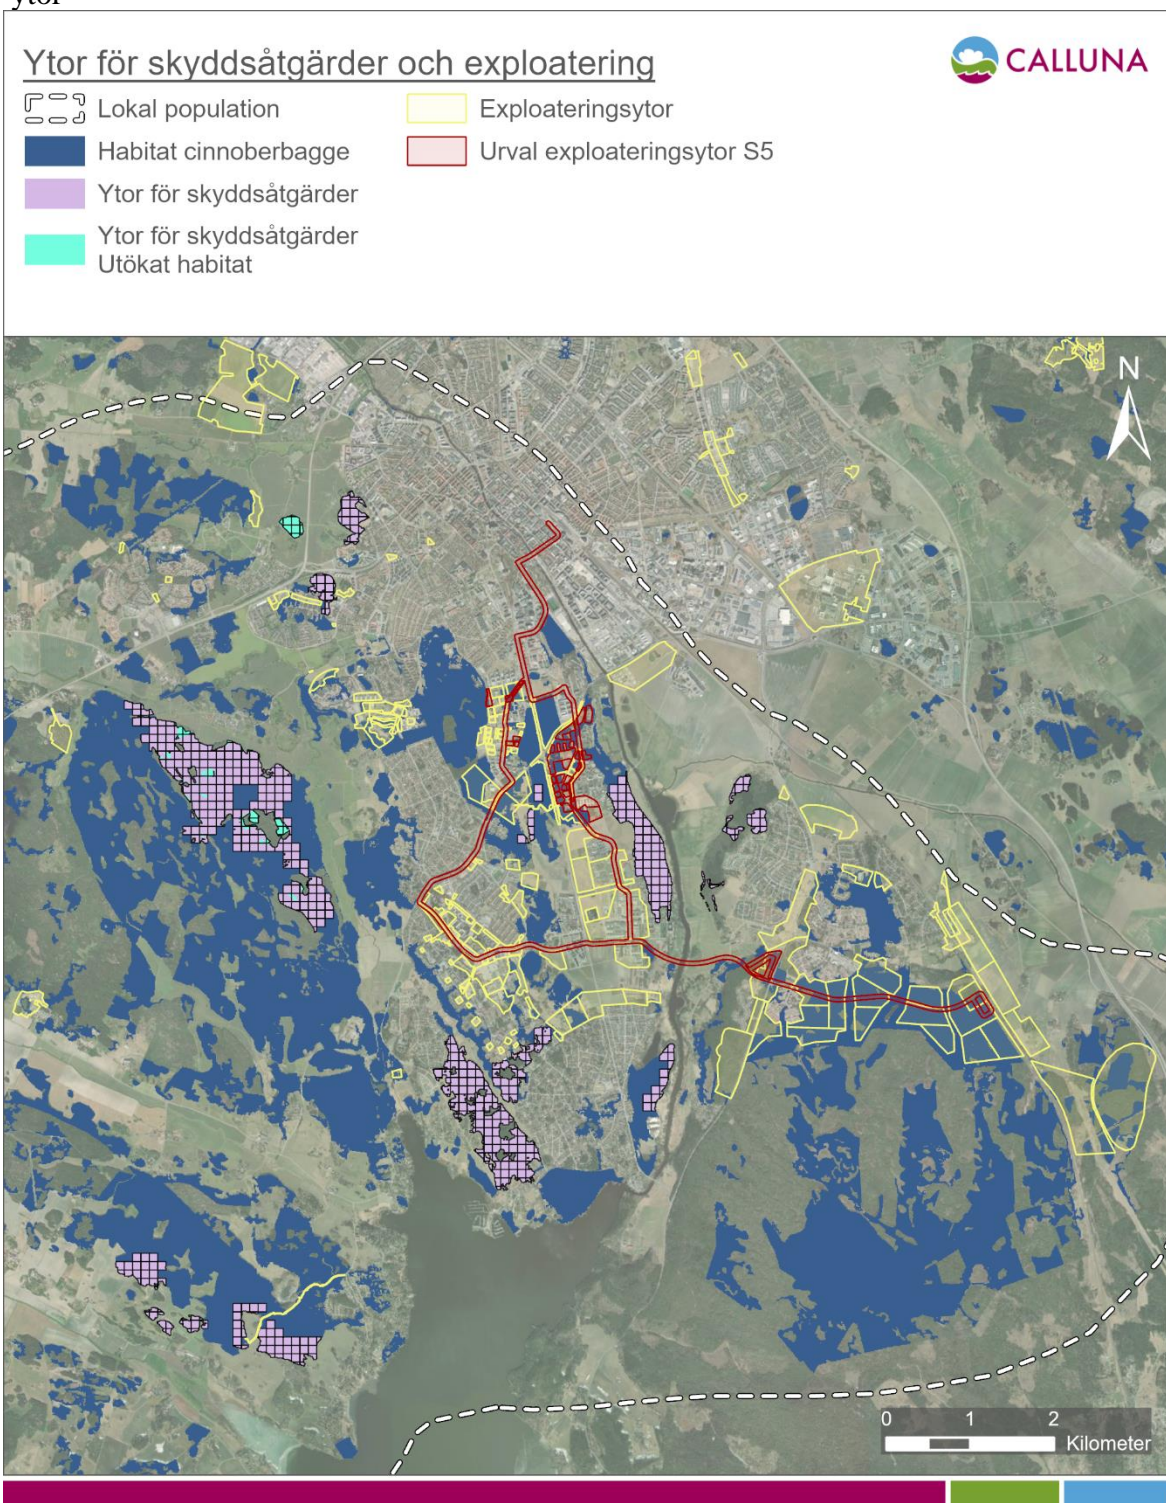 ytor
Ytor för skyddsåtgärder och exploatering
CALLUNA
Lokal population
Habitat cinnoberbagge
Ytor för skyddsåtgärder
Ytor för skyddsåtgärder
Utökat habitat
Exploateringsytor
Urval exploateringsytor S5
N
0 1 2
Kilometer